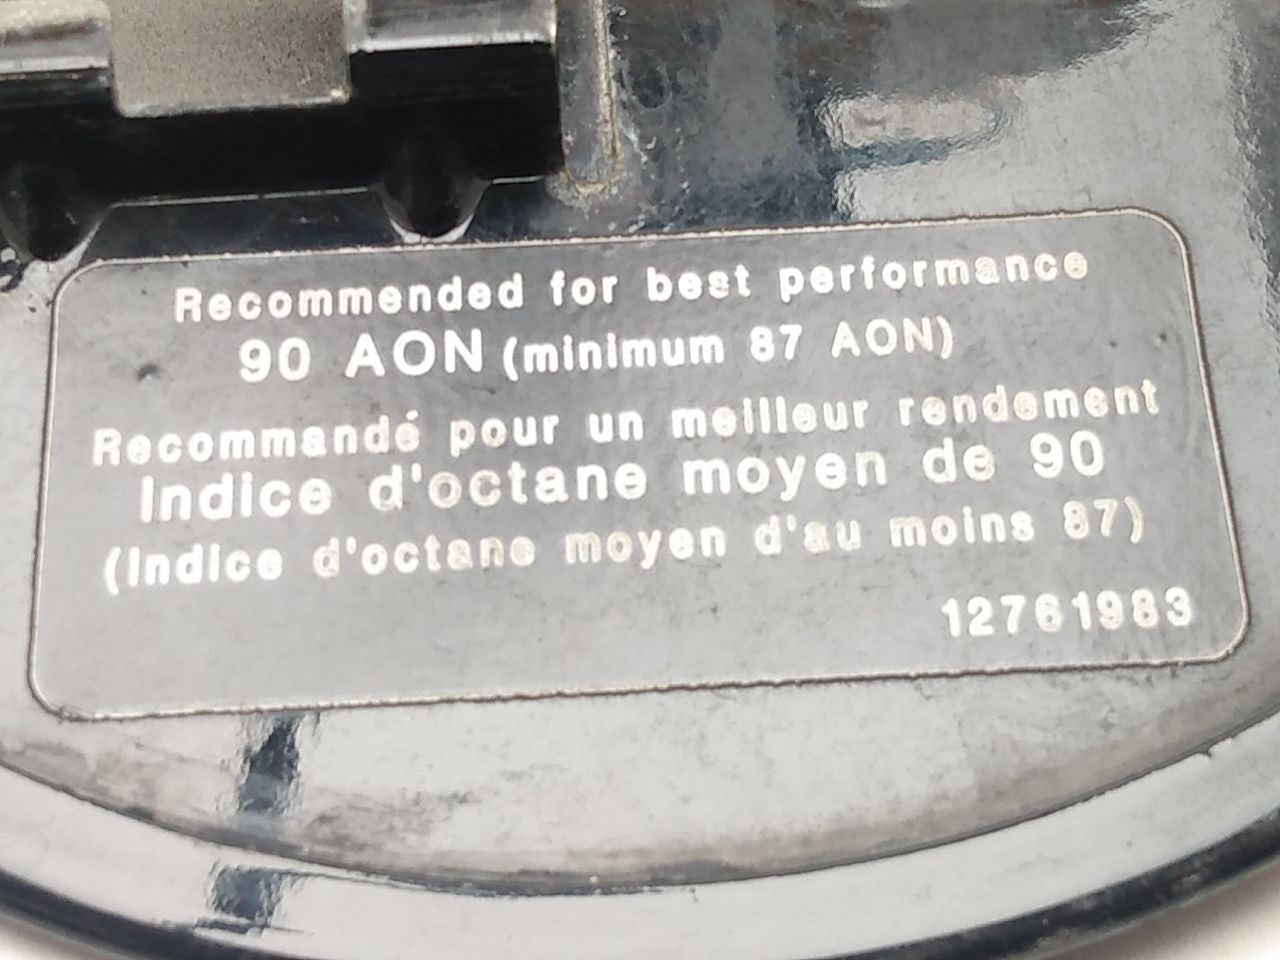 Recommended for best performance
90 AON (minimum 87 AON)
Recommandé pour un meilleur rendement
Indice d'octane moyen de 90
(Indice d'octane moyen d'au moins 87)
12761983